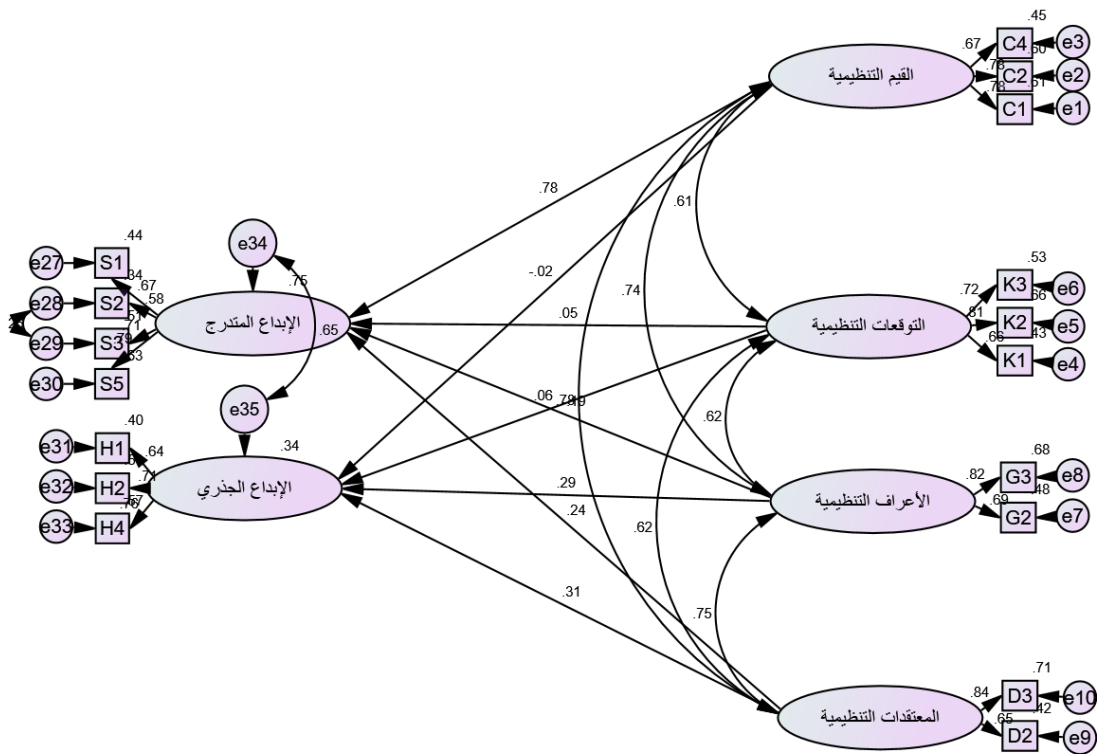 .45
.67
C4
e3
القيم التنظيمية
C2
e2
.78
C1
e1
.78
.61
-.02
.74
.05
.44
e27
S1
.34
.67
e28
S2
.58
e29
S3
.71
e30
S5
e34
.75
الإبداع المتدرج
.65
e35
.53
.72
K3
e6
التوقعات التنظيمية
.81
K2
.66
e5
.66
K1
.43
e4
.06
.62
.40
e31
H1
.64
.34
e32
H2
.71
الإبداع الجذري
e33
H4
.29
.24
.62
.68
.82
G3
e8
الأعراف التنظيمية
.69
G2
.48
e7
.31
.75
.71
.84
D3
e10
المعتقدات التنظيمية
.65
D2
.42
e9